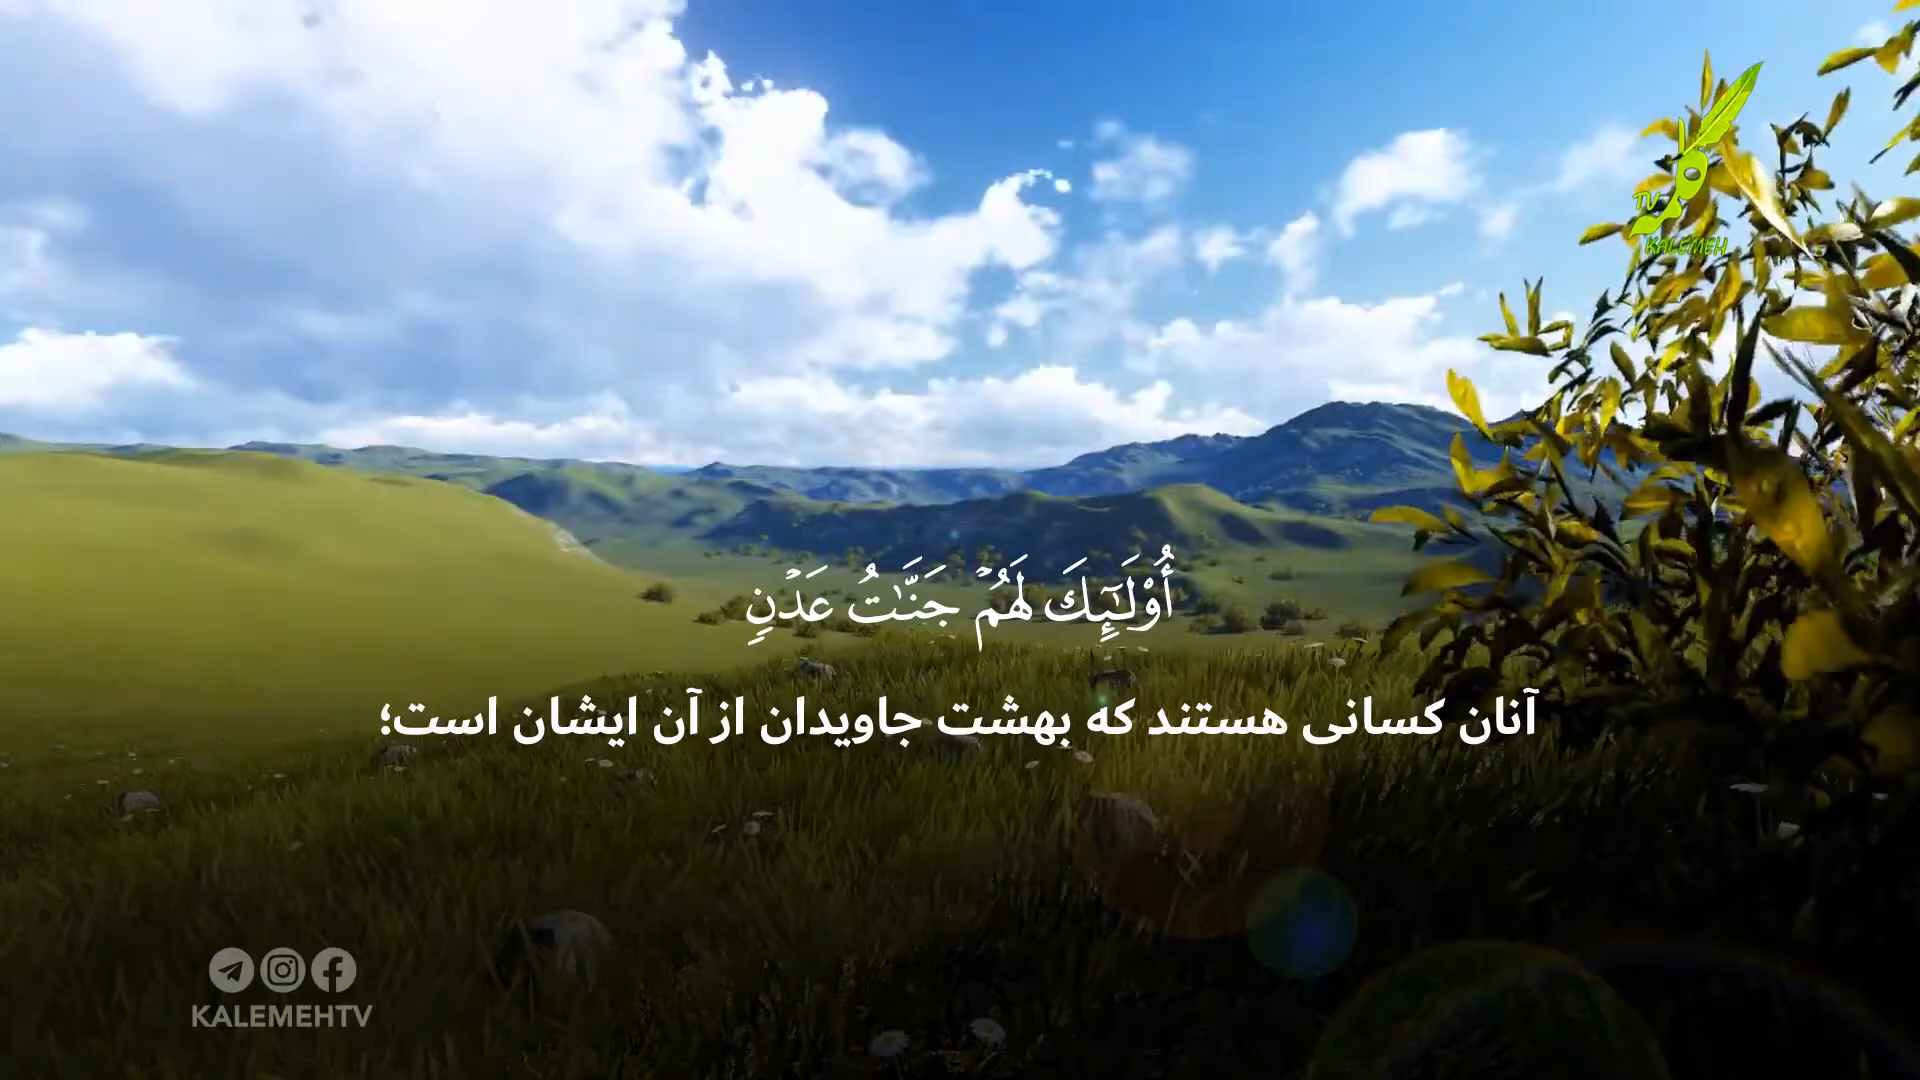 TV
KALEMEH
أُوْلَٰٓئِكَ لَهُمۡ جَنَّٰتُ عَدۡنٖ
آنان کسانی هستند که بهشت جاویدان از آن ایشان است؛
KALEMEHTV